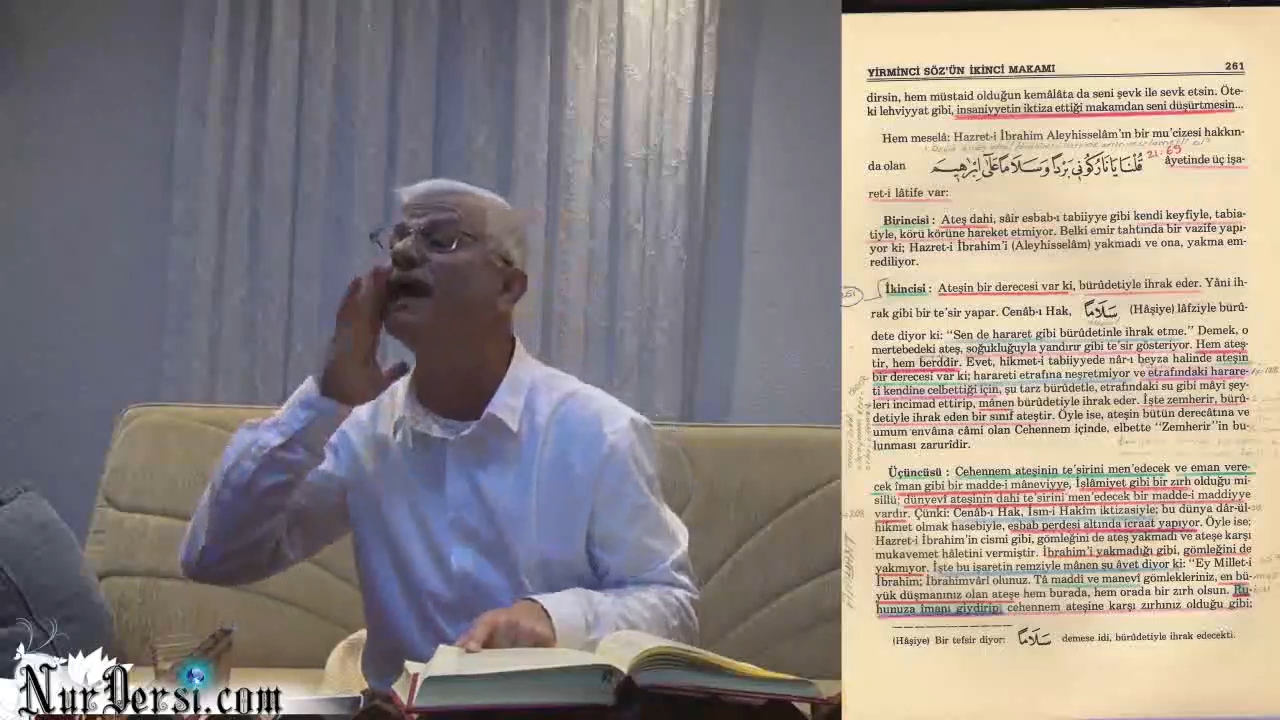 YİRMİNCİ SÖZ'ÜN İKİNCİ MAKAMI 261
dirsin, hem müstaid olduğun kemâlâta da seni şevk ile sevk etsin. Öte-
ki lehviyyat gibi, insaniyyetin iktiza ettiği makamdan seni düşürtmesin...
Hem meselâ: Hazret-i İbrahim Aleyhisselâm'ın bir mu'cizesi hakkın-
21:69
da olan قُلْنَا يَا نَارُ كُونِى بَرْدًا وَسَلَامًا عَلَى اِبْرٰهِيمَ âyetinde üç işa-
ret-i lâtife var:
Birincisi : Ateş dahi, sâir esbab-ı tabiiyye gibi kendi keyfiyle, tabia-
tiyle, körü körüne hareket etmiyor. Belki emir tahtında bir vazife yapı-
yor ki; Hazret-i İbrahim'i (Aleyhisselâm) yakmadı ve ona, yakma em-
rediliyor.
İkincisi : Ateşin bir derecesi var ki, bürûdetiyle ihrak eder. Yâni ih-
rak gibi bir te'sir yapar. Cenâb-ı Hak, سَلَامًا (Hâşiye) lâfziyle bürû-
dete diyor ki: "Sen de hararet gibi bürûdetinle ihrak etme." Demek, o
mertebedeki ateş, soğukluğuyla yandırır gibi te'sir gösteriyor. Hem ateş-
tir, hem berddir. Evet, hikmet-i tabiiyyede nâr-ı beyza halinde ateşin
bir derecesi var ki; harareti etrafına neşretmiyor ve etrafındaki harare-
ti kendine celbettiği için, şu tarz bürûdetle, etrafındaki su gibi mâyi şey-
leri incimad ettirip, mânen bürûdetiyle ihrak eder. İşte zemherir, bürû-
detiyle ihrak eden bir sınıf ateştir. Öyle ise, ateşin bütün derecâtına ve
umum envâına câmi olan Cehennem içinde, elbette "Zemherir"in bu-
lunması zarurîdir.
Üçüncüsü : Cehennem ateşinin te'sirini men'edecek ve eman vere-
cek îman gibi bir madde-i mâneviyye, İslâmiyet gibi bir zırh olduğu mi-
sillü; dünyevî ateşinin dahi te'sirini men'edecek bir madde-i maddiyye
vardır. Çünki: Cenâb-ı Hak, İsm-i Hakîm iktizasiyle; bu dünya dâr-ül-
hikmet olmak hasebiyle, esbab perdesi altında icraat yapıyor. Öyle ise;
Hazret-i İbrahim'in cismi gibi, gömleğini de ateş yakmadı ve ateşe karşı
mukavemet hâletini vermiştir. İbrahim'i yakmadığı gibi, gömleğini de
yakmıyor. İşte bu işaretin remziyle mânen şu âyet diyor ki: "Ey Millet-i
İbrahim; İbrahimvâri olunuz. Tâ maddî ve manevî gömlekleriniz, en bü-
yük düşmanınız olan ateşe hem burada, hem orada bir zırh olsun. Ru-
hunuza îmanı giydirip, cehennem ateşine karşı zırhınız olduğu gibi;
(Hâşiye) Bir tefsir diyor: سَلَامًا demese idi, bürûdetiyle ihrak edecekti.
NurDersi.com